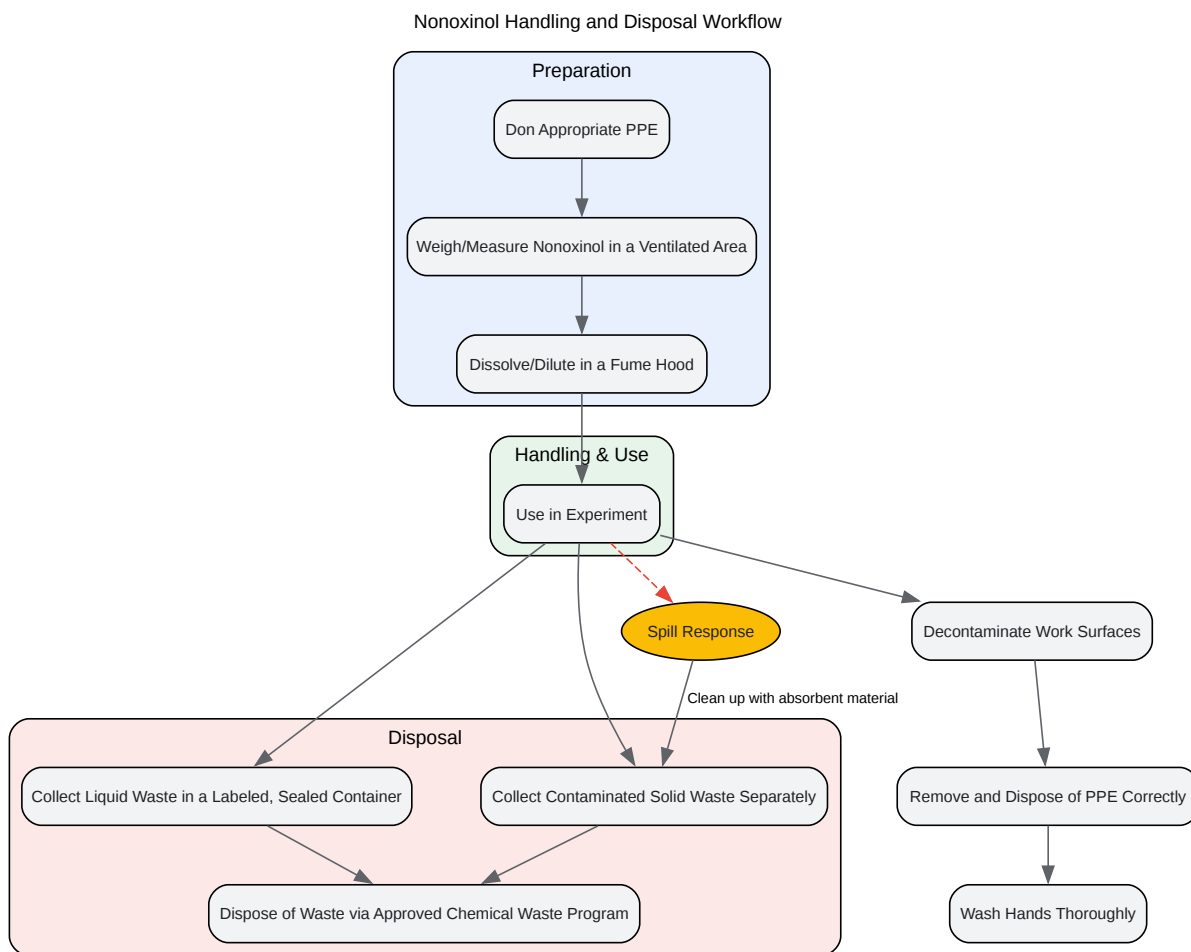 Nonoxinol Handling and Disposal Workflow
Preparation
Don Appropriate PPE
Weigh/Measure Nonoxinol in a Ventilated Area
Dissolve/Dilute in a Fume Hood
Handling & Use
Use in Experiment
Spill Response
Decontaminate Work Surfaces
Clean up with absorbent material
Disposal
Collect Liquid Waste in a Labeled, Sealed Container
Collect Contaminated Solid Waste Separately
Remove and Dispose of PPE Correctly
Dispose of Waste via Approved Chemical Waste Program
Wash Hands Thoroughly